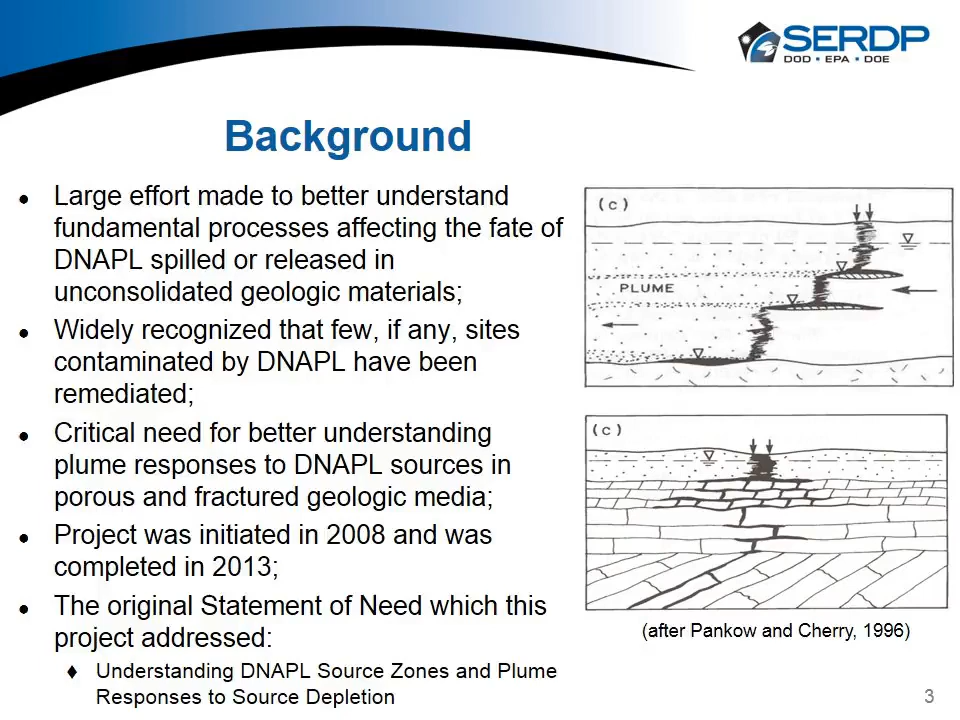 SERDP
DOD • EPA • DOE
Background
• Large effort made to better understand
fundamental processes affecting the fate of
DNAPL spilled or released in
unconsolidated geologic materials;
• Widely recognized that few, if any, sites
contaminated by DNAPL have been
remediated;
• Critical need for better understanding
plume responses to DNAPL sources in
porous and fractured geologic media;
• Project was initiated in 2008 and was
completed in 2013;
• The original Statement of Need which this
project addressed:
♦ Understanding DNAPL Source Zones and Plume
Responses to Source Depletion
(c)
PLUME
(c)
(after Pankow and Cherry, 1996)
3